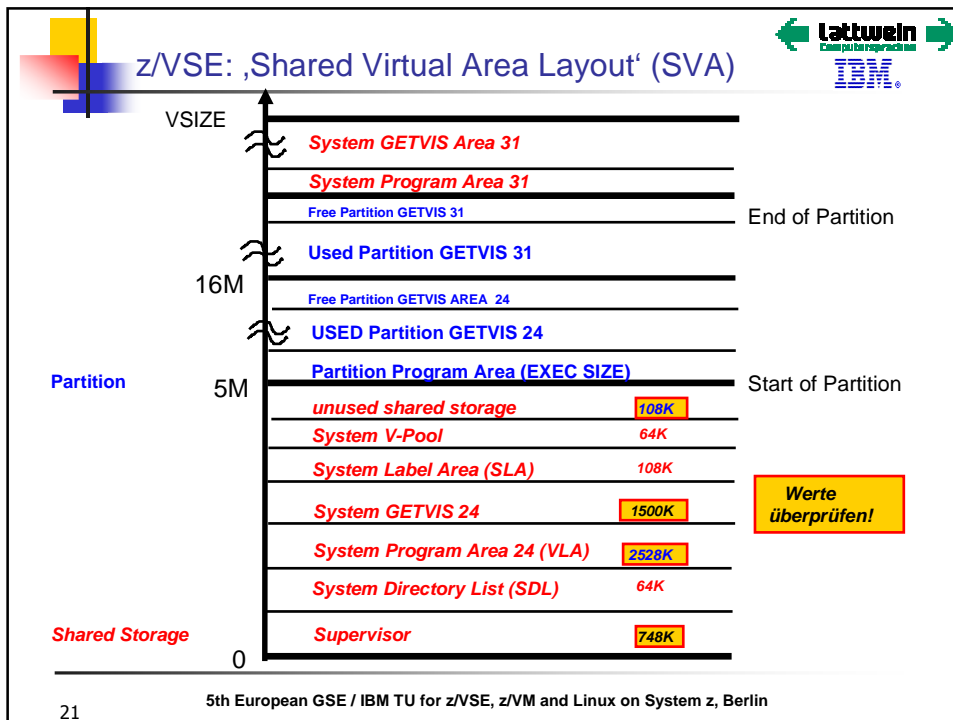 lattwein
Computersprachen
IBM®
z/VSE: ‚Shared Virtual Area Layout‘ (SVA)
VSIZE
System GETVIS Area 31
System Program Area 31
Free Partition GETVIS 31
End of Partition
Used Partition GETVIS 31
16M
Free Partition GETVIS AREA 24
USED Partition GETVIS 24
Partition Program Area (EXEC SIZE)
Partition
5M
Start of Partition
unused shared storage 108K
System V-Pool 64K
System Label Area (SLA) 108K
Werte
überprüfen!
System GETVIS 24 1500K
System Program Area 24 (VLA) 2528K
System Directory List (SDL) 64K
Shared Storage
Supervisor 748K
0
5th European GSE / IBM TU for z/VSE, z/VM and Linux on System z, Berlin
21